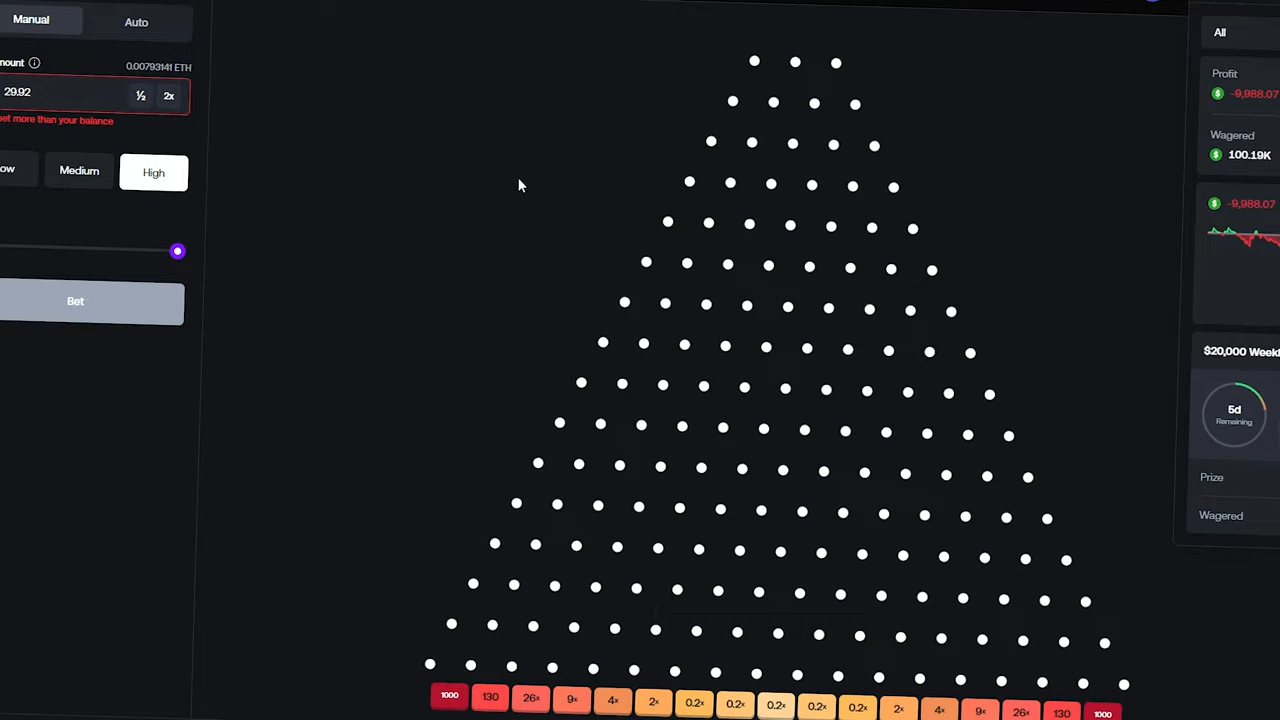 Manual
Auto
mount
0.00793141 ETH
29.92
½
2x
bet more than your balance
ow
Medium
High
Bet
1000
130
26x
9x
4x
2x
0.2x
0.2x
0.2x
0.2x
0.2x
2x
4x
9x
26x
130
1000
All
Profit
-9,988.07
Wagered
100.19K
-9,988.07
$20,000 Weekl
5d
Remaining
Prize
Wagered